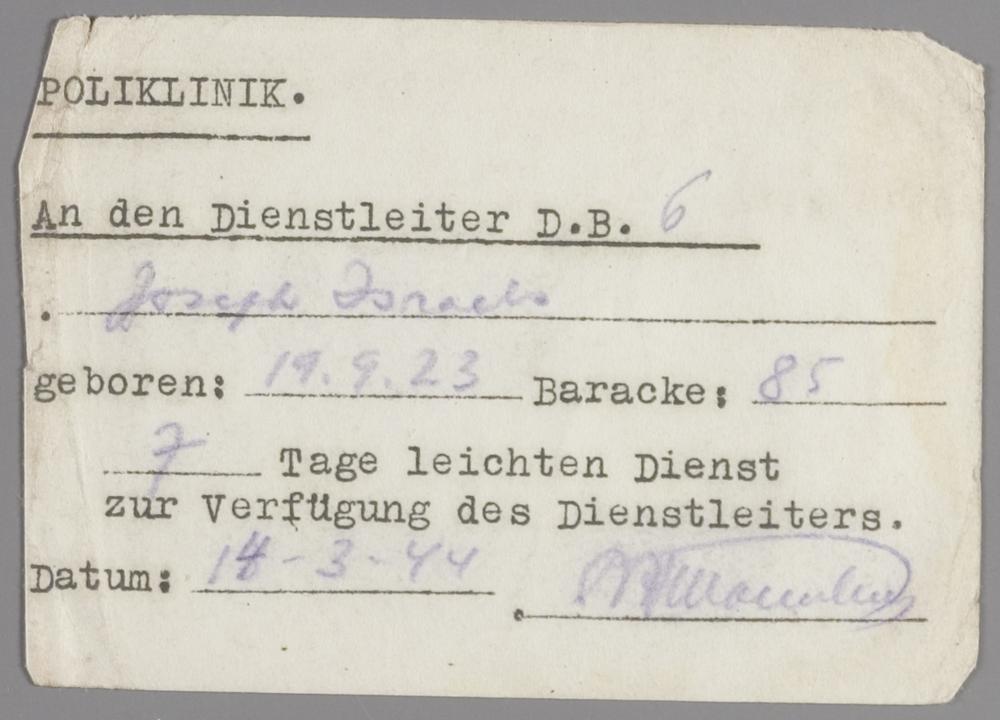 POLIKLINIK.
An den Dienstleiter D.B. 6
Joseph Israels
geboren: 19.9.23 Baracke: 85
7 Tage leichten Dienst
zur Verfügung des Dienstleiters.
Datum: 14-3-44